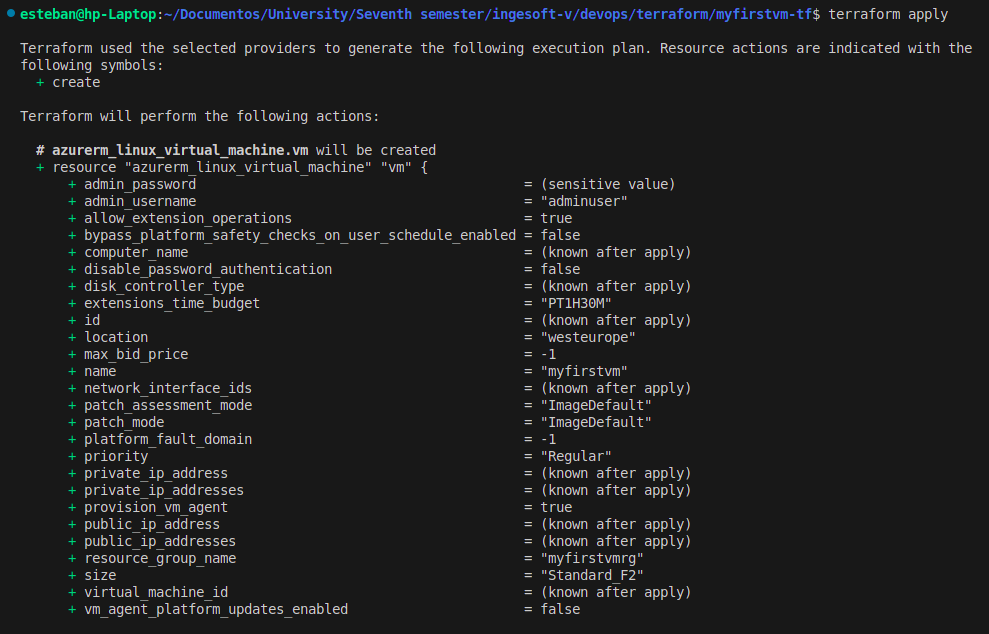 esteban@hp-Laptop:~/Documentos/University/Seventh semester/ingesoft-v/devops/terraform/myfirstvm-tf$ terraform apply
Terraform used the selected providers to generate the following execution plan. Resource actions are indicated with the
following symbols:
+ create
Terraform will perform the following actions:
# azurerm_linux_virtual_machine.vm will be created
+ resource "azurerm_linux_virtual_machine" "vm" {
+ admin_password = (sensitive value)
+ admin_username = "adminuser"
+ allow_extension_operations = true
+ bypass_platform_safety_checks_on_user_schedule_enabled = false
+ computer_name = (known after apply)
+ disable_password_authentication = false
+ disk_controller_type = (known after apply)
+ extensions_time_budget = "PT1H30M"
+ id = (known after apply)
+ location = "westeurope"
+ max_bid_price = -1
+ name = "myfirstvm"
+ network_interface_ids = (known after apply)
+ patch_assessment_mode = "ImageDefault"
+ patch_mode = "ImageDefault"
+ platform_fault_domain = -1
+ priority = "Regular"
+ private_ip_address = (known after apply)
+ private_ip_addresses = (known after apply)
+ provision_vm_agent = true
+ public_ip_address = (known after apply)
+ public_ip_addresses = (known after apply)
+ resource_group_name = "myfirstvmrg"
+ size = "Standard_F2"
+ virtual_machine_id = (known after apply)
+ vm_agent_platform_updates_enabled = false